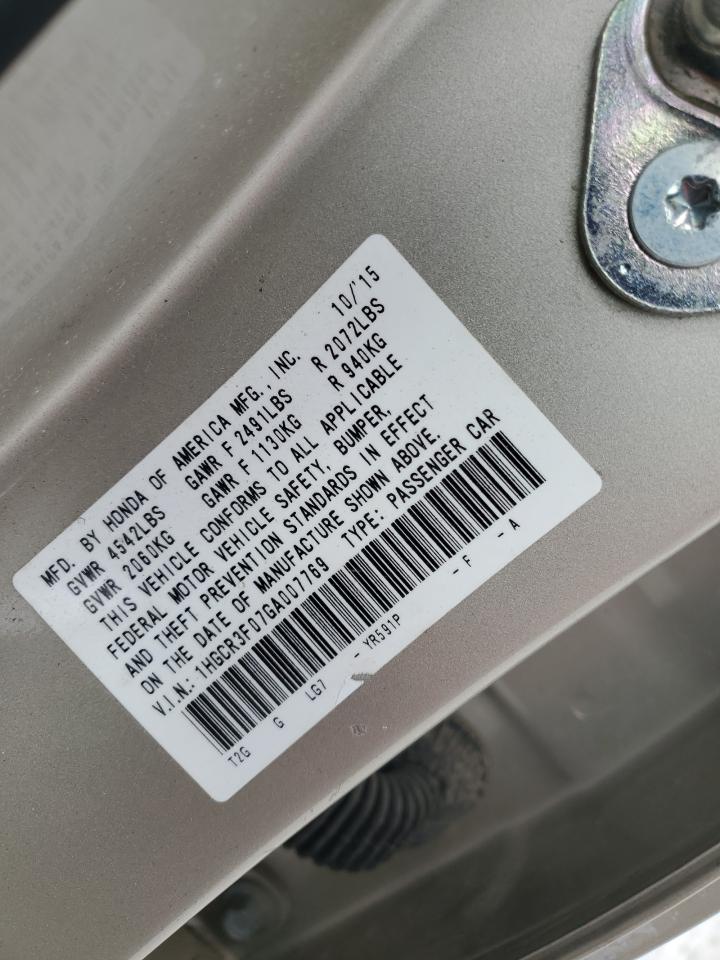 MFD. BY HONDA OF AMERICA MFG., INC. 10/'15
GVWR 4542LBS GAWR F 2491LBS R 2072LBS
GVWR 2060KG GAWR F 1130KG R 940KG
THIS VEHICLE CONFORMS TO ALL APPLICABLE
FEDERAL MOTOR VEHICLE SAFETY, BUMPER,
AND THEFT PREVENTION STANDARDS IN EFFECT
ON THE DATE OF MANUFACTURE SHOWN ABOVE.
V.I.N.: 1HGCR3F07GA007769 TYPE: PASSENGER CAR
T2G G LG7 - YR591P - F - A